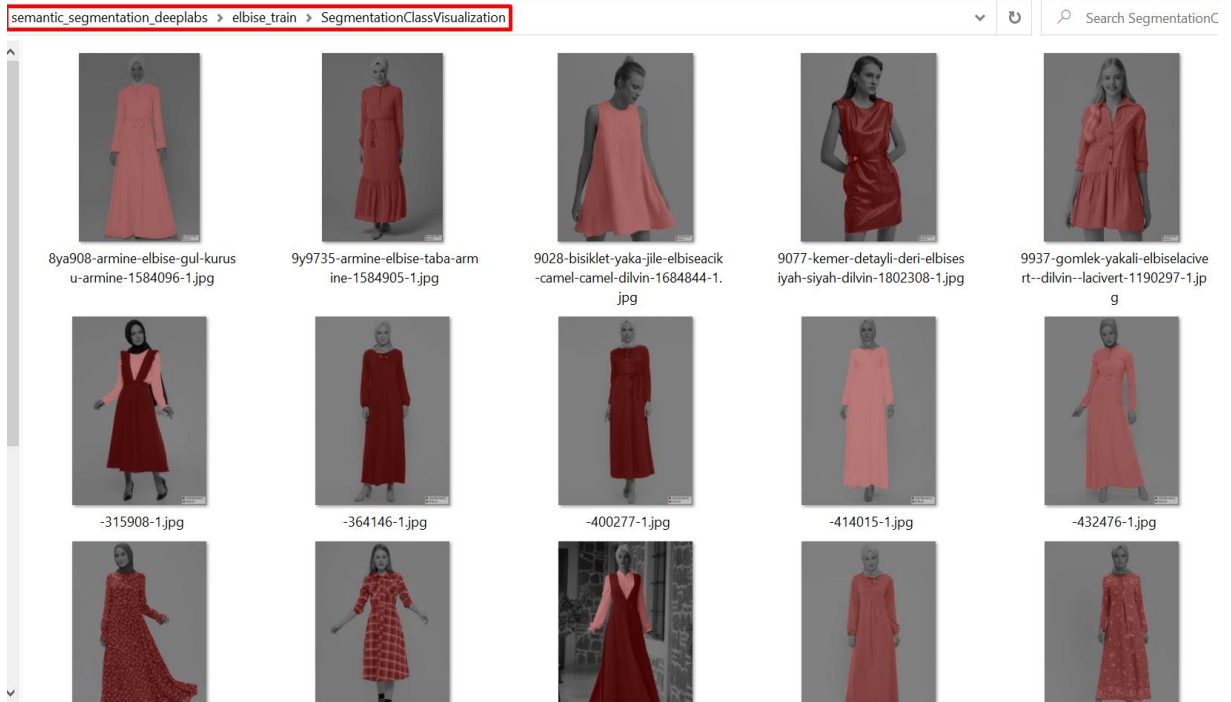 semantic_segmentation_deeplabs > elbise_train > SegmentationClassVisualization
Search SegmentationC
8ya908-armine-elbise-gul-kurus
u-armine-1584096-1.jpg
9y9735-armine-elbise-taba-arm
ine-1584905-1.jpg
9028-bisiklet-yaka-jile-elbiseacik
-camel-camel-dilvin-1684844-1.
jpg
9077-kemer-detayli-deri-elbises
iyah-siyah-dilvin-1802308-1.jpg
9937-gomlek-yakali-elbiselacive
rt--dilvin--lacivert-1190297-1.jp
g
-315908-1.jpg
-364146-1.jpg
-400277-1.jpg
-414015-1.jpg
-432476-1.jpg